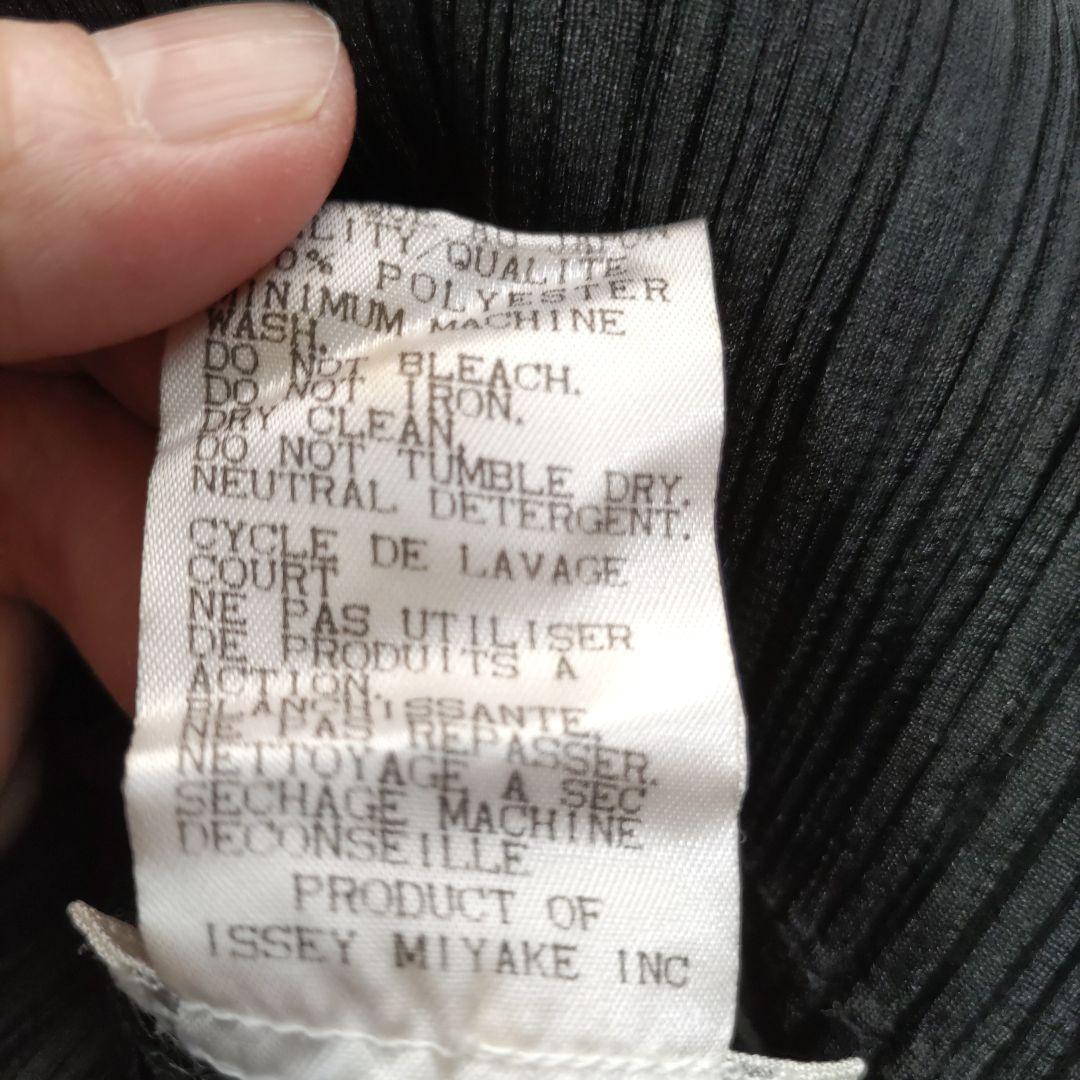 LITY/QUALITE
% POLYESTER
MINIMUM MACHINE
WASH.
DO NOT BLEACH.
DO NOT IRON.
DRY CLEAN.
DO NOT TUMBLE DRY.
NEUTRAL DETERGENT.
CYCLE DE LAVAGE
COURT
NE PAS UTILISER
DE PRODUITS A
ACTION.
BLANCHISSANTE.
NE PAS REPASSER.
NETTOYAGE A SEC
SECHAGE MACHINE
DECONSEILLE
PRODUCT OF
ISSEY MIYAKE INC